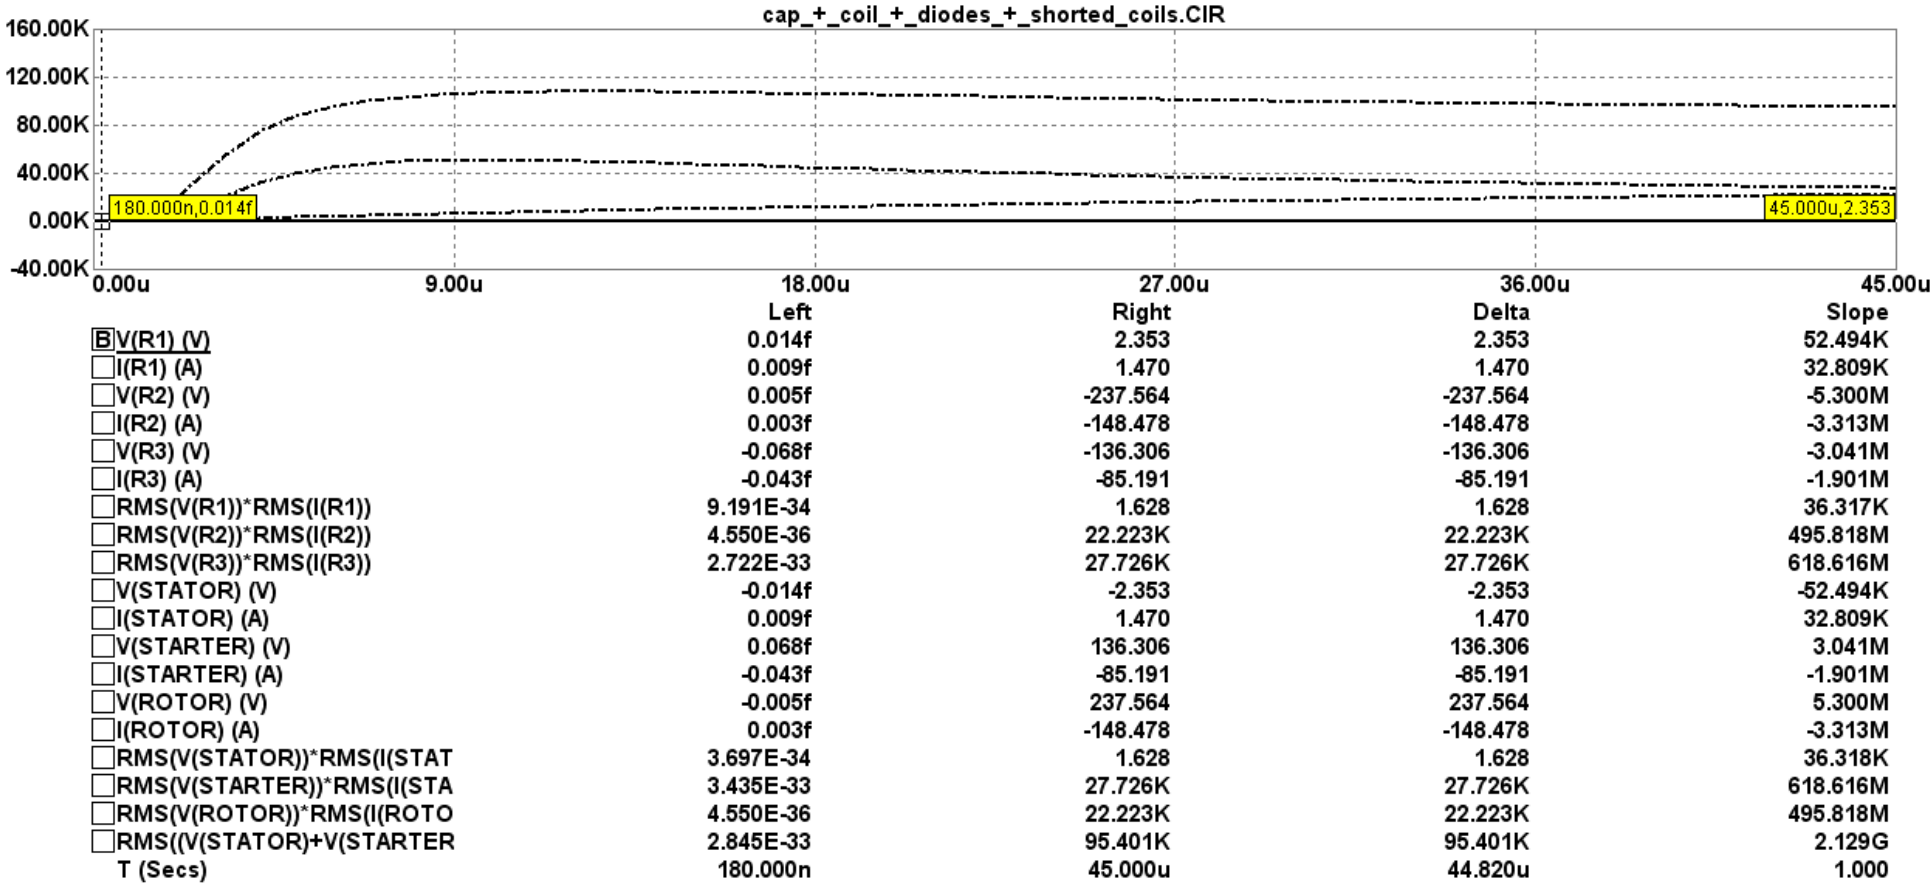 cap_+_coil_+_diodes_+_shorted_coils.CIR
160.00K
120.00K
80.00K
40.00K
0.00K
-40.00K
180.000n,0.014f
45.000u,2.353
0.00u 9.00u 18.00u 27.00u 36.00u 45.00u
Left Right Delta Slope
B V(R1) (V) 0.014f 2.353 2.353 52.494K
I(R1) (A) 0.009f 1.470 1.470 32.809K
V(R2) (V) 0.005f -237.564 -237.564 -5.300M
I(R2) (A) 0.003f -148.478 -148.478 -3.313M
V(R3) (V) -0.068f -136.306 -136.306 -3.041M
I(R3) (A) -0.043f -85.191 -85.191 -1.901M
RMS(V(R1))*RMS(I(R1)) 9.191E-34 1.628 1.628 36.317K
RMS(V(R2))*RMS(I(R2)) 4.550E-36 22.223K 22.223K 495.818M
RMS(V(R3))*RMS(I(R3)) 2.722E-33 27.726K 27.726K 618.616M
V(STATOR) (V) -0.014f -2.353 -2.353 -52.494K
I(STATOR) (A) 0.009f 1.470 1.470 32.809K
V(STARTER) (V) 0.068f 136.306 136.306 3.041M
I(STARTER) (A) -0.043f -85.191 -85.191 -1.901M
V(ROTOR) (V) -0.005f 237.564 237.564 5.300M
I(ROTOR) (A) 0.003f -148.478 -148.478 -3.313M
RMS(V(STATOR))*RMS(I(STAT 3.697E-34 1.628 1.628 36.318K
RMS(V(STARTER))*RMS(I(STA 3.435E-33 27.726K 27.726K 618.616M
RMS(V(ROTOR))*RMS(I(ROTO 4.550E-36 22.223K 22.223K 495.818M
RMS((V(STATOR)+V(STARTER 2.845E-33 95.401K 95.401K 2.129G
T (Secs) 180.000n 45.000u 44.820u 1.000